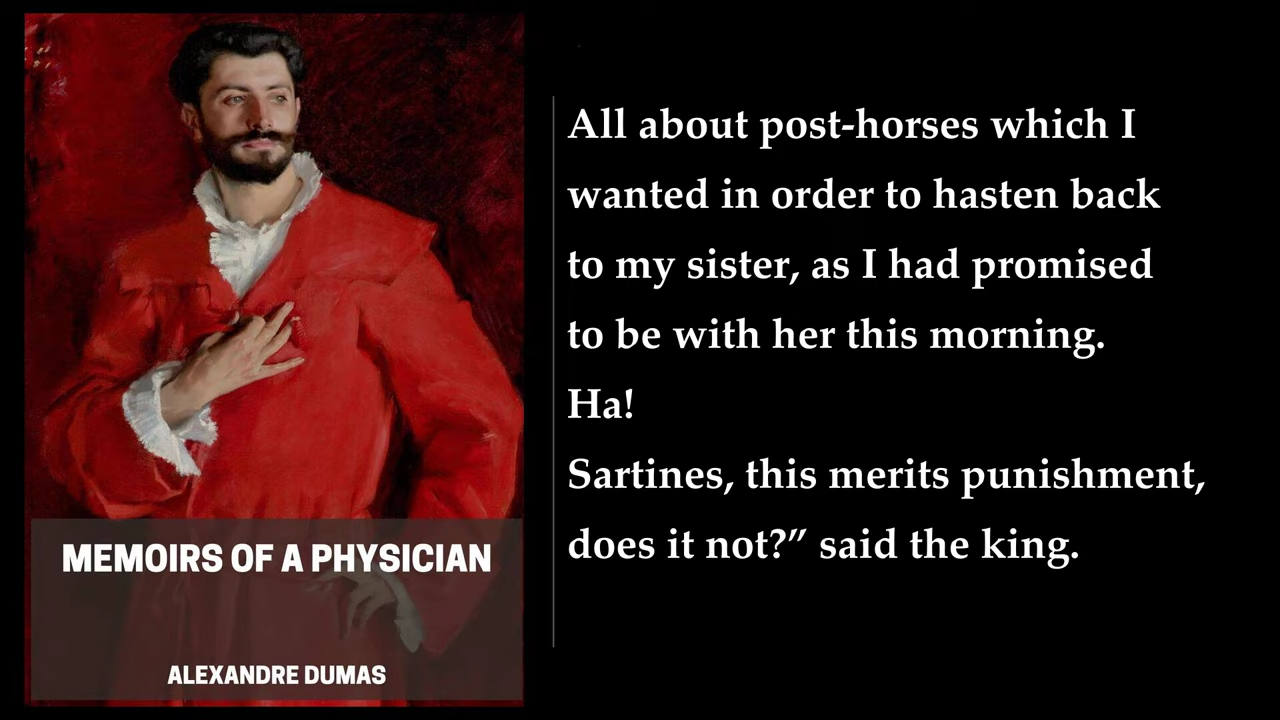 MEMOIRS OF A PHYSICIAN
ALEXANDRE DUMAS
All about post-horses which I
wanted in order to hasten back
to my sister, as I had promised
to be with her this morning.
Ha!
Sartines, this merits punishment,
does it not?” said the king.